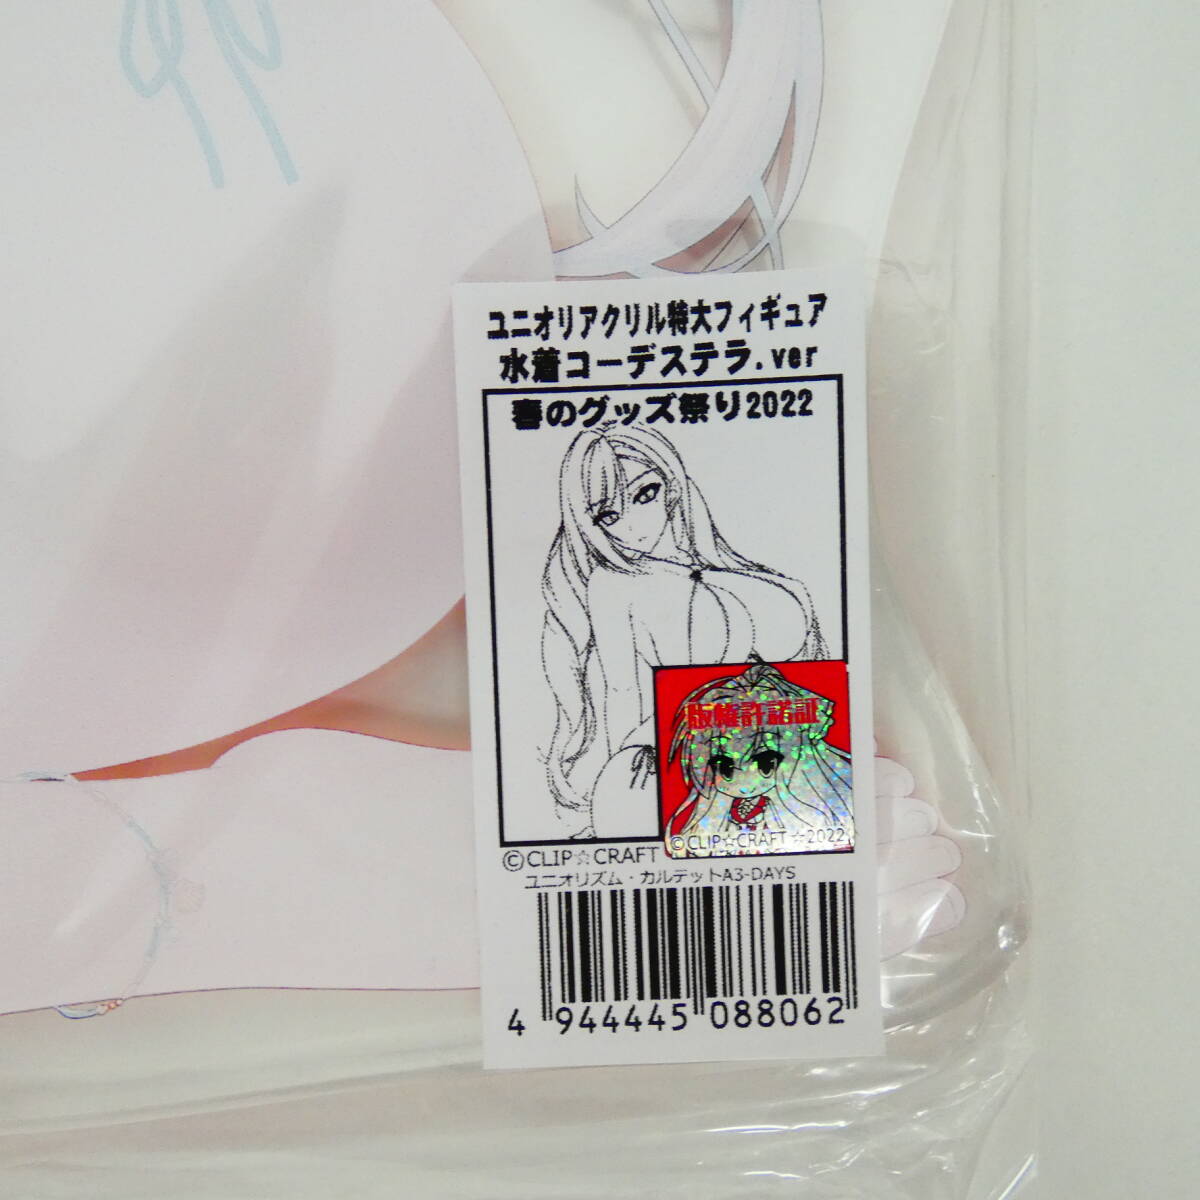 ユニオリアクリル特大フィギュア
水着コーデステラ.ver
春のグッズ祭り2022
版権許諾証
©CLIP☆CRAFT ☆2022
©CLIP☆CRAFT
ユニオリズム・カルテットA3-DAYS
4 944445 088062